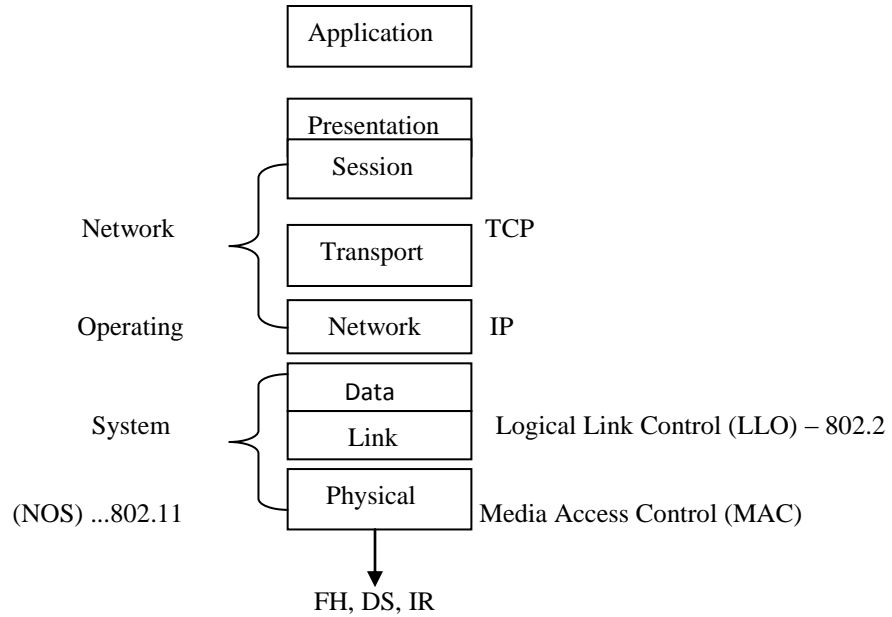 Application
Presentation
Session
Network
TCP
Transport
Operating
Network
IP
Data
System
Link
Logical Link Control (LLO) – 802.2
Physical
(NOS) ...802.11
Media Access Control (MAC)
FH, DS, IR